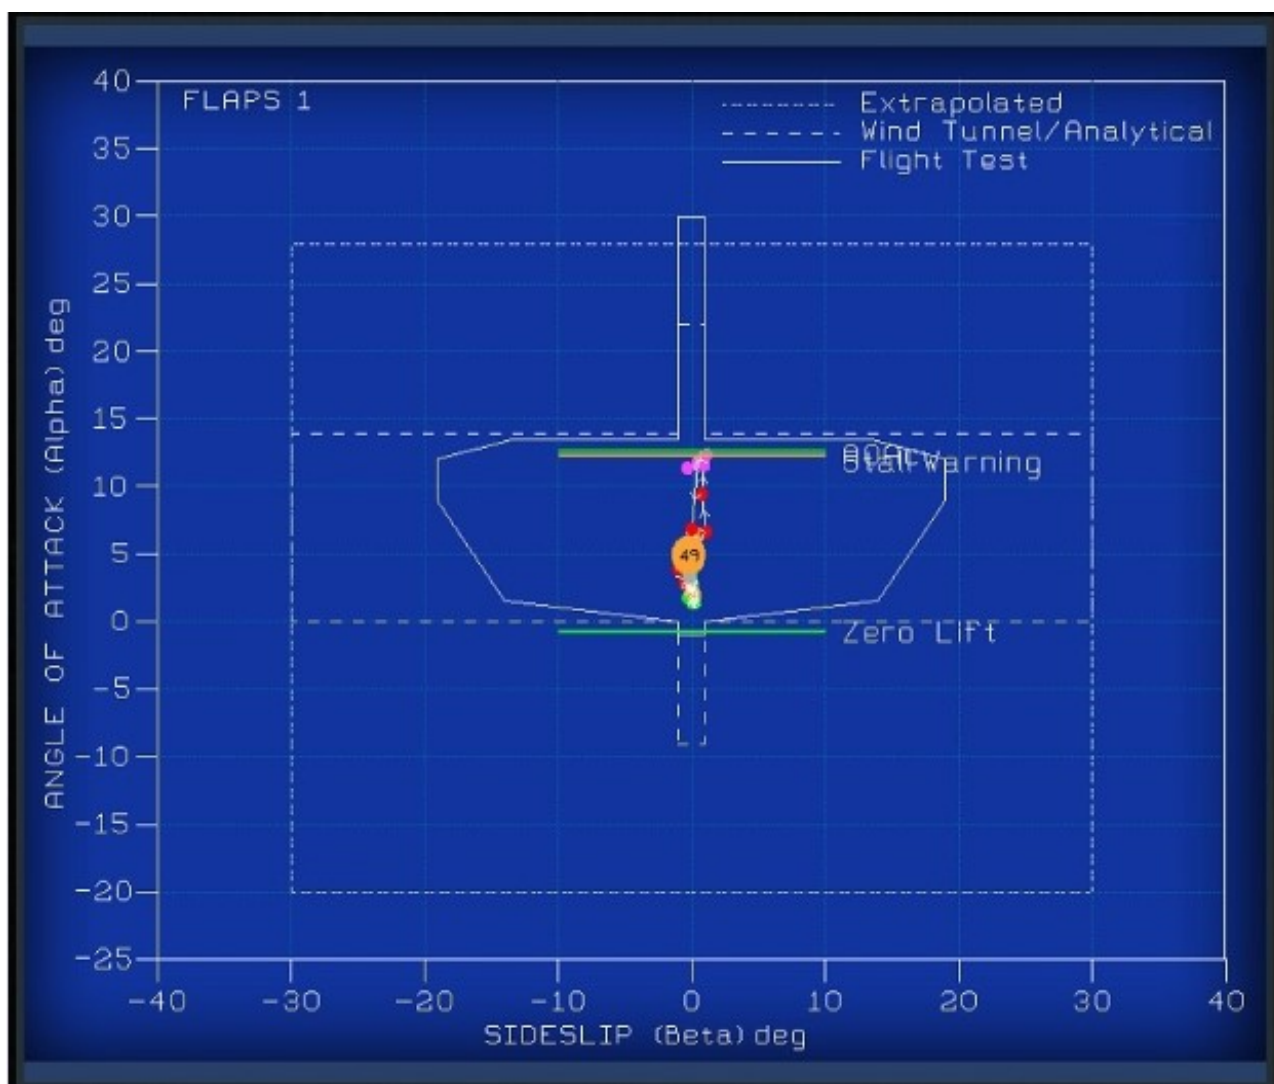 FLAPS 1
Extrapolated
Wind Tunnel/Analytical
Flight Test
40
35
30
25
20
15
10
5
0
-5
-10
-15
-20
-25
ANGLE OF ATTACK (Alpha) deg
Stall Warning
49
Zero Lift
-40 -30 -20 -10 0 10 20 30 40
SIDESLIP (Beta) deg